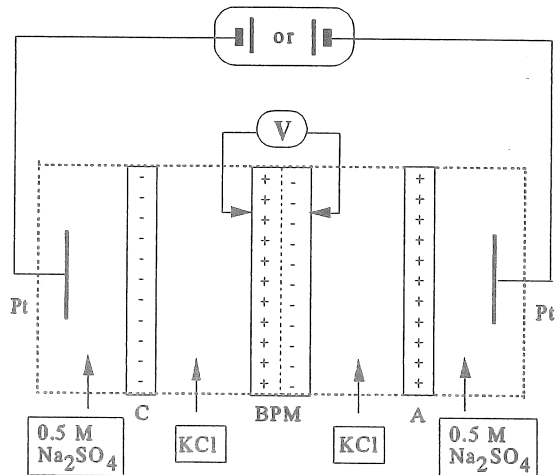 or
V
Pt
Pt
C
BPM
A
0.5 M
Na₂SO₄
KCl
KCl
0.5 M
Na₂SO₄